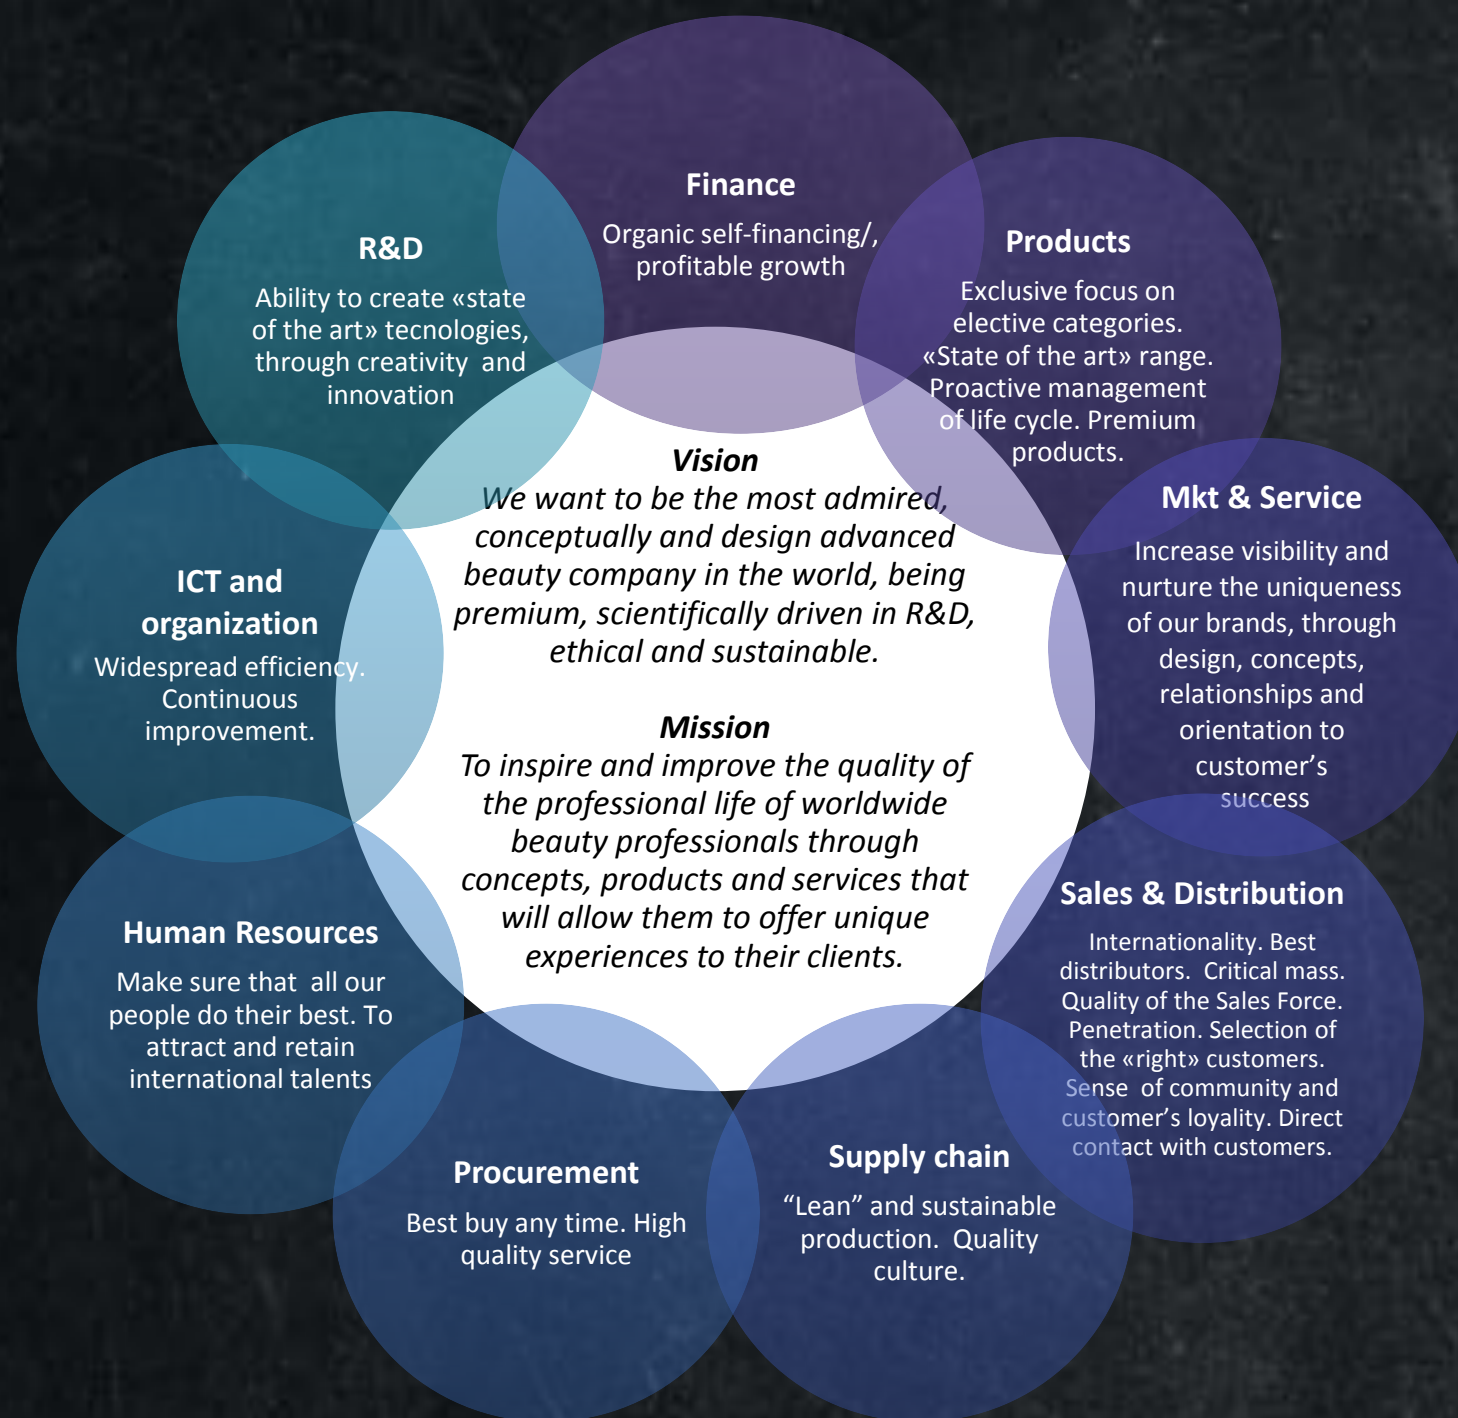 Finance
Organic self-financing/,
profitable growth
Products
Exclusive focus on
elective categories.
«State of the art» range.
Proactive management
of life cycle. Premium
products.
Mkt & Service
Increase visibility and
nurture the uniqueness
of our brands, through
design, concepts,
relationships and
orientation to
customer’s
success
Sales & Distribution
Internationality. Best
distributors.  Critical mass.
Quality of the Sales Force.
Penetration. Selection of
the «right» customers.
Sense  of community and
customer’s loyality. Direct
contact with customers.
Supply chain
“Lean” and sustainable
production.  Quality
culture.
Procurement
Best buy any time. High
quality service
Human Resources
Make sure that  all our
people do their best. To
attract and retain
international talents
ICT and
organization
Widespread efficiency.
Continuous
improvement.
R&D
Ability to create «state
of the art» tecnologies,
through creativity  and
innovation
Vision
We want to be the most admired,
conceptually and design advanced
beauty company in the world, being
premium, scientifically driven in R&D,
ethical and sustainable.
Mission
To inspire and improve the quality of
the professional life of worldwide
beauty professionals through
concepts, products and services that
will allow them to offer unique
experiences to their clients.